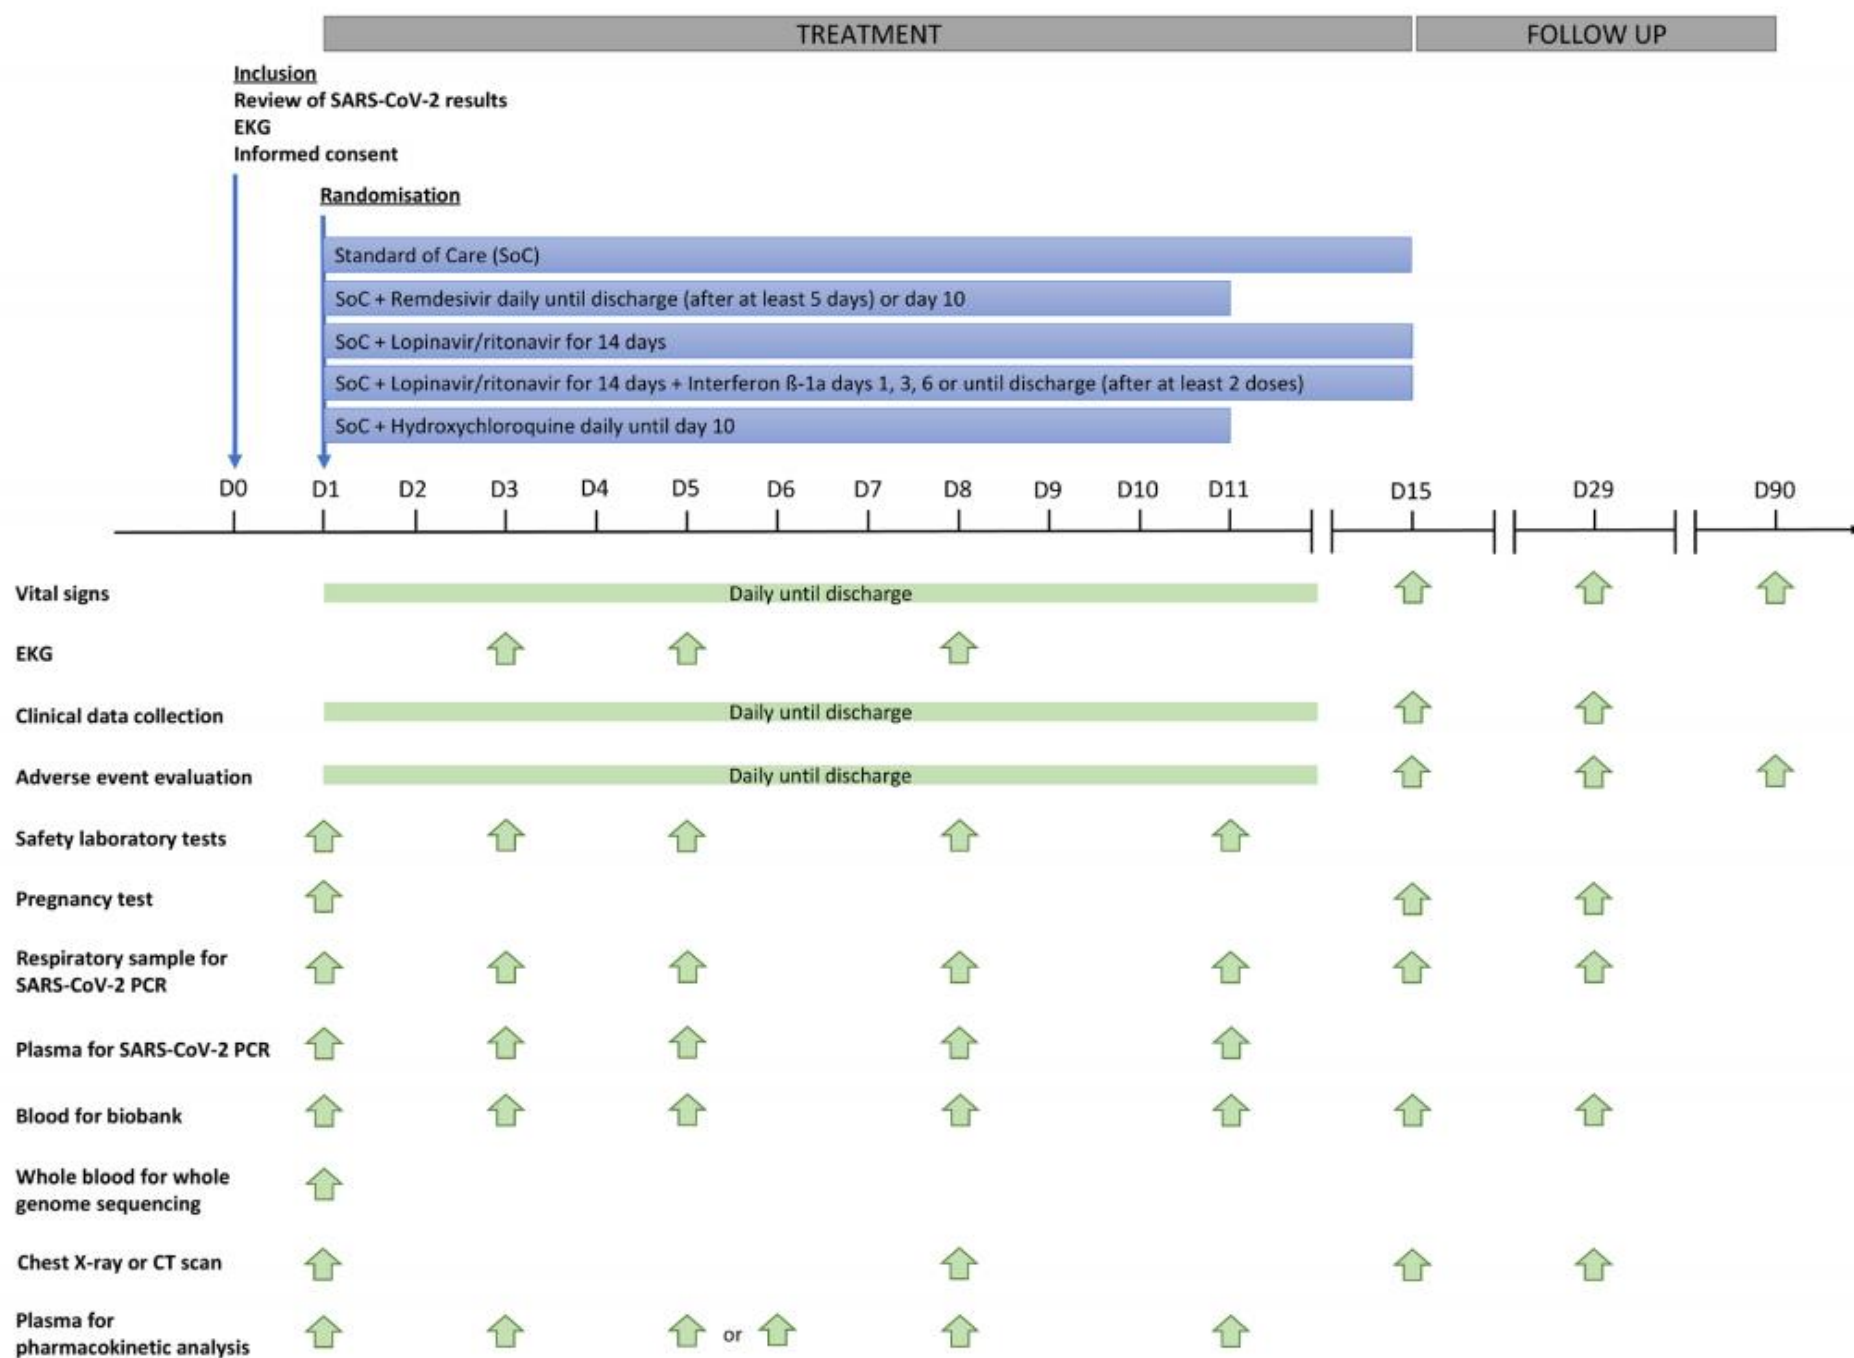 TREATMENT FOLLOW UP
Inclusion
Review of SARS-CoV-2 results
EKG
Informed consent
Randomisation
Standard of Care (SoC)
SoC + Remdesivir daily until discharge (after at least 5 days) or day 10
SoC + Lopinavir/ritonavir for 14 days
SoC + Lopinavir/ritonavir for 14 days + Interferon ß-1a days 1, 3, 6 or until discharge (after at least 2 doses)
SoC + Hydroxychloroquine daily until day 10
D0 D1 D2 D3 D4 D5 D6 D7 D8 D9 D10 D11 D15 D29 D90
Vital signs Daily until discharge
EKG
Clinical data collection Daily until discharge
Adverse event evaluation Daily until discharge
Safety laboratory tests
Pregnancy test
Respiratory sample for
SARS-CoV-2 PCR
Plasma for SARS-CoV-2 PCR
Blood for biobank
Whole blood for whole
genome sequencing
Chest X-ray or CT scan
Plasma for
pharmacokinetic analysis or